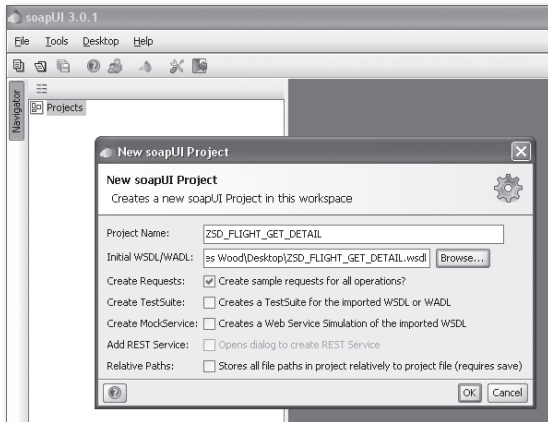 soapUI 3.0.1
File Tools Desktop Help
Navigator
Projects
New soapUI Project
New soapUI Project
Creates a new soapUI Project in this workspace
Project Name: ZSD_FLIGHT_GET_DETAIL
Initial WSDL/WADL: es Wood\Desktop\ZSD_FLIGHT_GET_DETAIL.wsdl Browse...
Create Requests: Create sample requests for all operations?
Create TestSuite: Creates a TestSuite for the imported WSDL or WADL
Create MockService: Creates a Web Service Simulation of the imported WSDL
Add REST Service: Opens dialog to create REST Service
Relative Paths: Stores all file paths in project relatively to project file (requires save)
OK Cancel